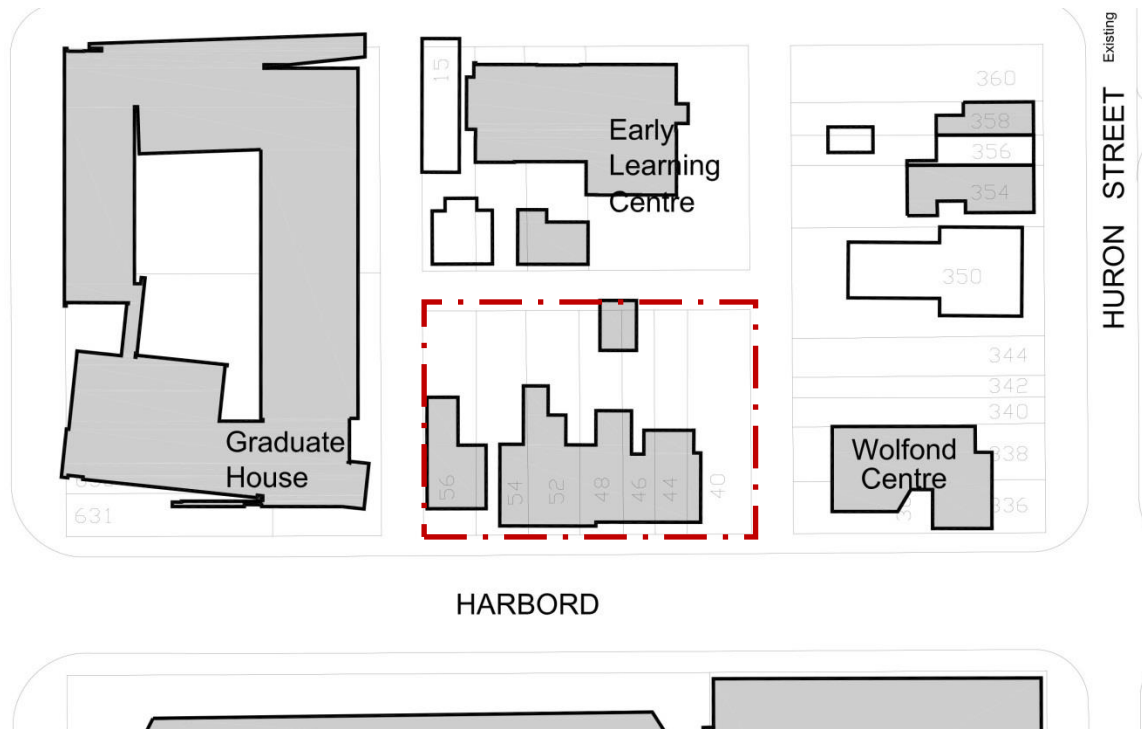 Existing
HURON STREET
15
Early
Learning
Centre
360
358
356
354
350
344
342
340
338
336
Wolfond
Centre
Graduate
House
631
56
54
52
48
46
44
40
HARBORD